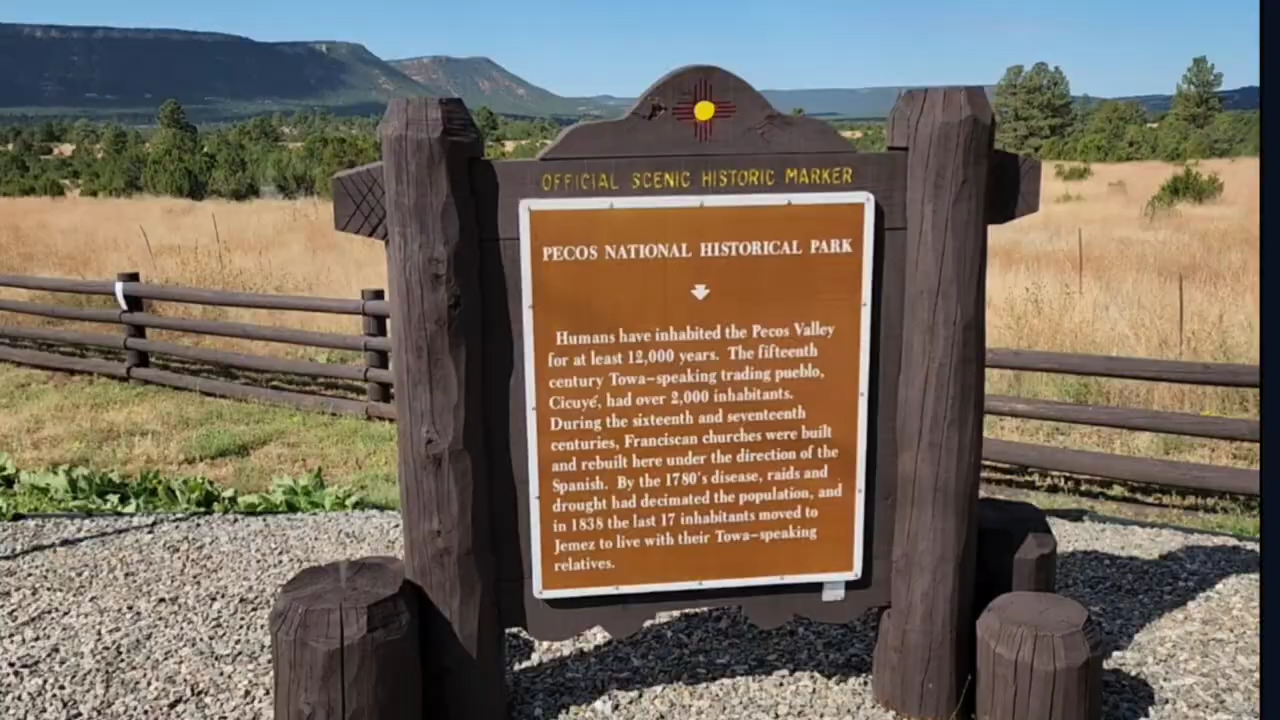 OFFICIAL SCENIC HISTORIC MARKER
PECOS NATIONAL HISTORICAL PARK
Humans have inhabited the Pecos Valley
for at least 12,000 years. The fifteenth
century Towa-speaking trading pueblo,
Cicuyé, had over 2,000 inhabitants.
During the sixteenth and seventeenth
centuries, Franciscan churches were built
and rebuilt here under the direction of the
Spanish. By the 1780's disease, raids and
drought had decimated the population, and
in 1838 the last 17 inhabitants moved to
Jemez to live with their Towa-speaking
relatives.